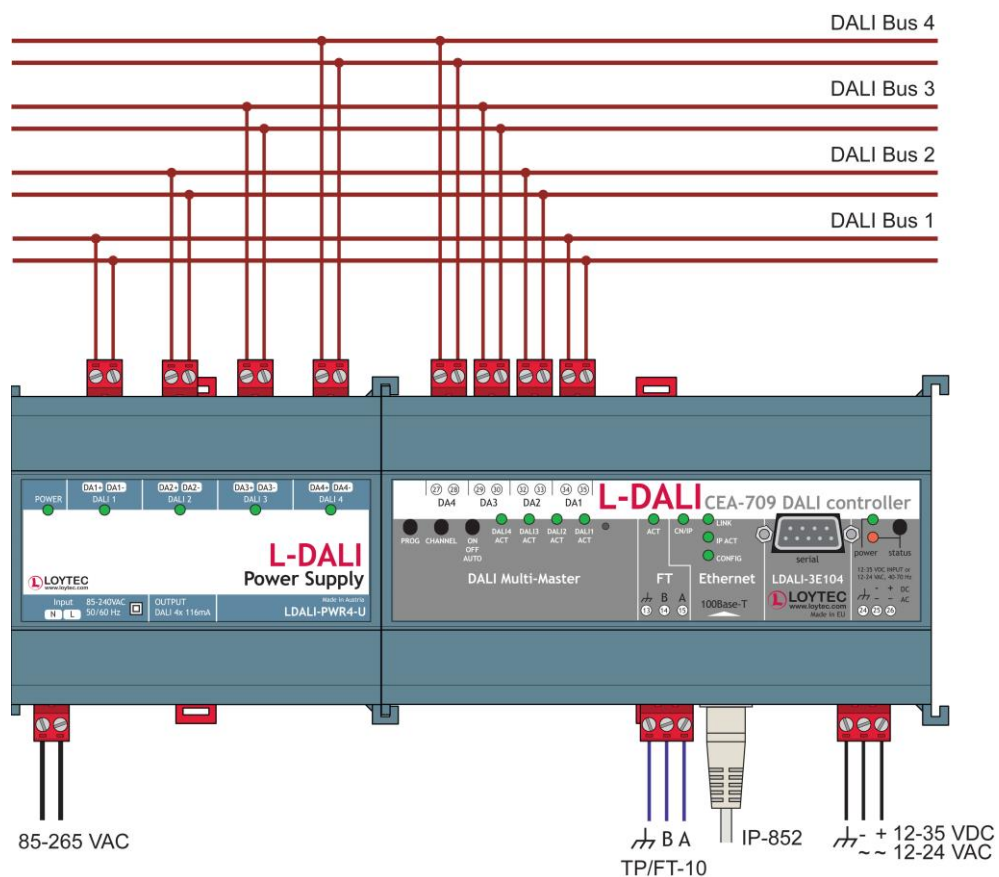 DALI Bus 4
DALI Bus 3
DALI Bus 2
DALI Bus 1
DA1+ DA1- DA2+ DA2- DA3+ DA3- DA4+ DA4-
POWER DALI 1 DALI 2 DALI 3 DALI 4
L-DALI
Power Supply
LOYTEC
www.loytec.com
Made in Austria
Input 85-240VAC OUTPUT
N L 50/60 Hz DALI 4x 116mA LDALI-PWR4-U
27 28 29 30 32 33 34 35
DA4 DA3 DA2 DA1
L-DALI CEA-709 DALI controller
PROG CHANNEL ON OFF AUTO
DALI4 ACT DALI3 ACT DALI2 ACT DALI1 ACT
ACT CN/IP LINK
IP ACT
CONFIG
serial
power status
DALI Multi-Master FT Ethernet LDALI-3E104
B A
13 14 15
100Base-T
LOYTEC
www.loytec.com
Made in EU
12-35 VDC INPUT or
12-24 VAC, 40-70 Hz
- + DC
~ ~ AC
24 25 26
85-265 VAC
B A
TP/FT-10
IP-852
- + 12-35 VDC
~ ~ 12-24 VAC